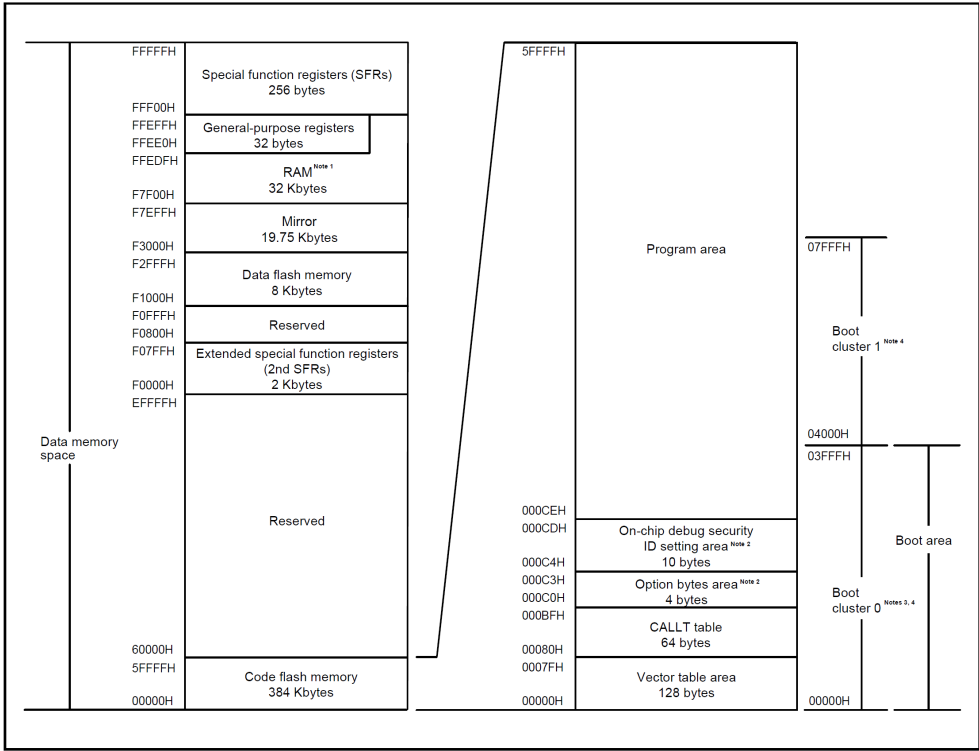 FFFFFH
Special function registers (SFRs)
256 bytes
FFF00H
FFEFFH
General-purpose registers
32 bytes
FFEE0H
FFEDFH
RAM Note 1
32 Kbytes
F7F00H
F7EFFH
Mirror
19.75 Kbytes
F3000H
F2FFFH
Data flash memory
8 Kbytes
F1000H
F0FFFH
Reserved
F0800H
F07FFH
Extended special function registers
(2nd SFRs)
2 Kbytes
F0000H
EFFFFH
Data memory
space
Reserved
60000H
5FFFFH
Code flash memory
384 Kbytes
00000H
5FFFFH
Program area
000CEH
000CDH
On-chip debug security
ID setting area Note 2
10 bytes
000C4H
000C3H
Option bytes area Note 2
4 bytes
000C0H
000BFH
CALLT table
64 bytes
00080H
0007FH
Vector table area
128 bytes
00000H
07FFFH
Boot
cluster 1 Note 4
04000H
03FFFH
Boot area
Boot
cluster 0 Notes 3, 4
00000H